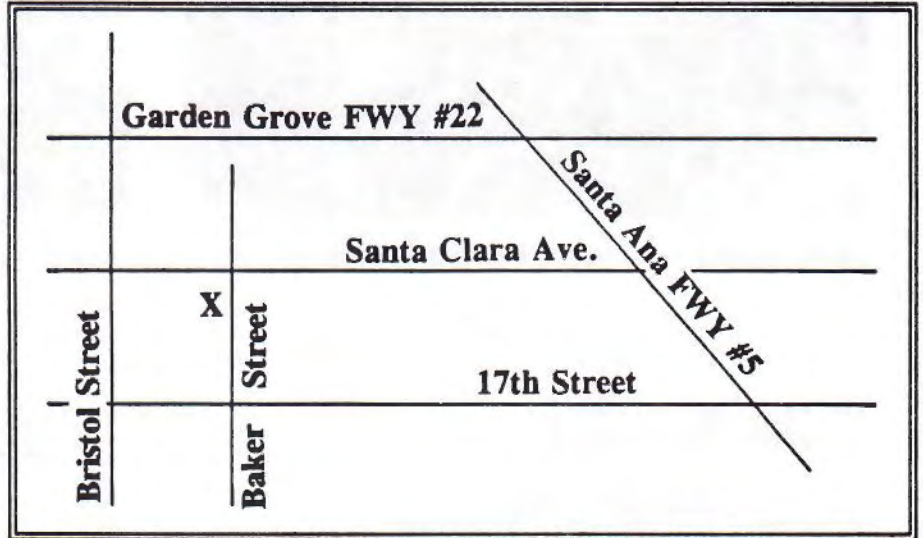 Garden Grove FWY #22
Santa Ana FWY #5
Santa Clara Ave.
X
Bristol Street
Baker Street
17th Street